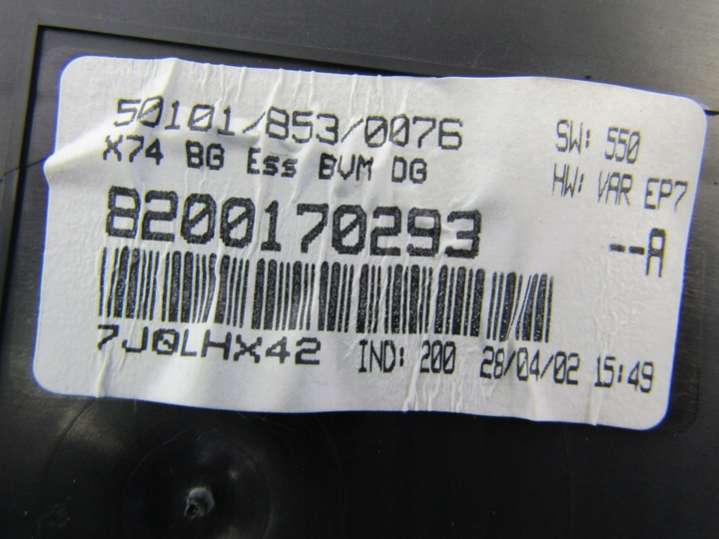 50101/853/0076
X74 BG Ess BVM DG
SW: 550
HW: VAR EP7
8200170293
--A
7J0LHX42 IND: 200 28/04/02 15:49